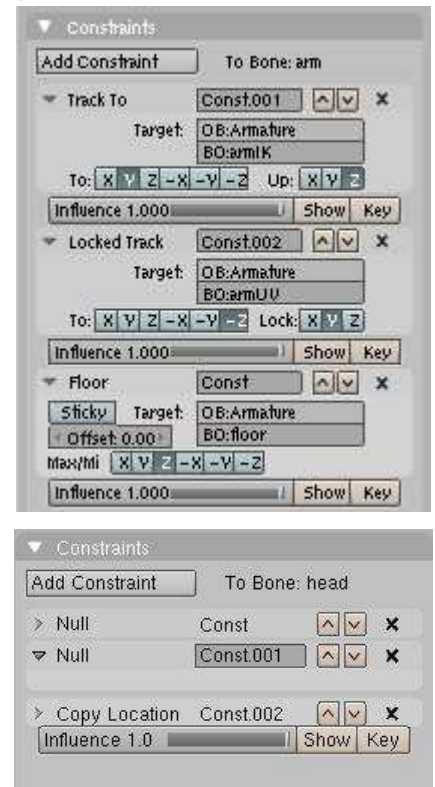 Constraints
Add Constraint To Bone: arm
Track To Const.001
Target: OB:Armature
BO:armIK
To: X Y Z -X -Y -Z Up: X Y Z
Influence 1.000 Show Key
Locked Track Const.002
Target: OB:Armature
BO:armUV
To: X Y Z -X -Y -Z Lock: X Y Z
Influence 1.000 Show Key
Floor Const
Sticky Target: OB:Armature
Offset: 0.00 BO:floor
Max/Mi X Y Z -X -Y -Z
Influence 1.000 Show Key
Constraints
Add Constraint To Bone: head
Null Const
Null Const.001
Copy Location Const.002
Influence 1.0 Show Key